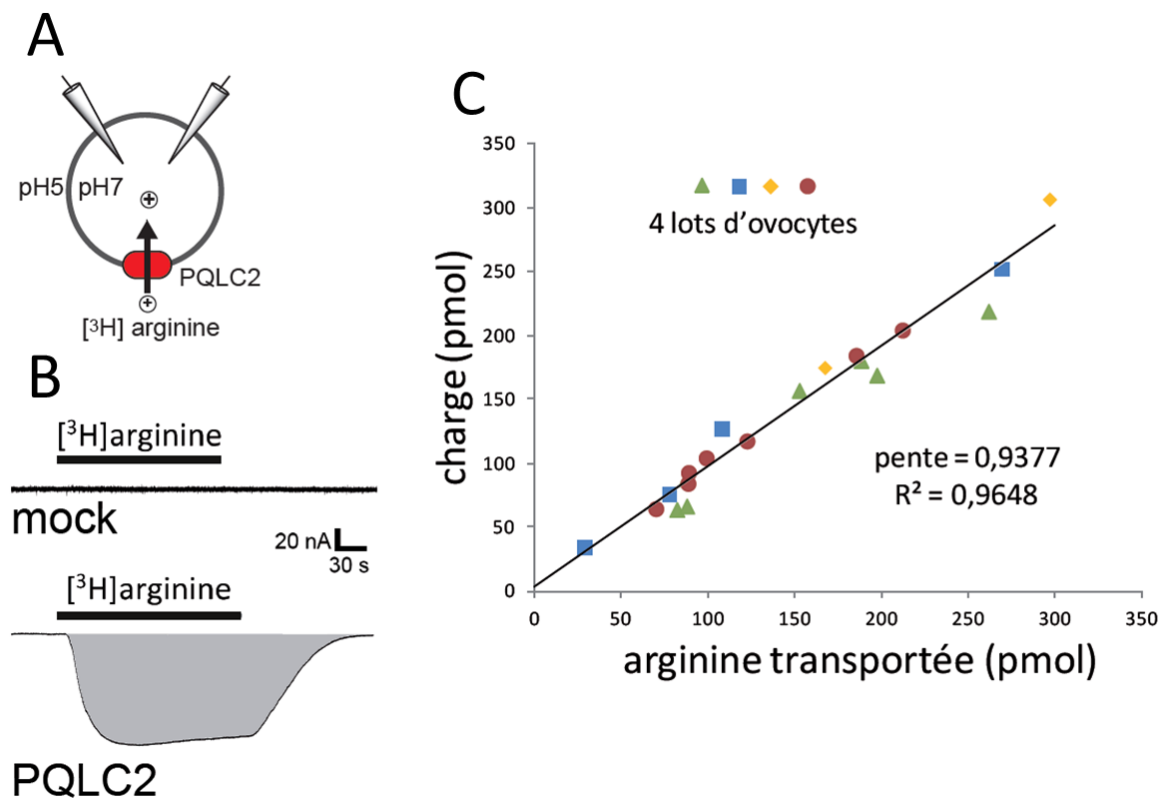 A
pH5 pH7
+
PQLC2
+
[³H] arginine
B
[³H]arginine
mock
20 nA
30 s
[³H]arginine
PQLC2
C
350
300
250
200
150
100
50
0
charge (pmol)
4 lots d'ovocytes
pente = 0,9377
R² = 0,9648
0 50 100 150 200 250 300 350
arginine transportée (pmol)